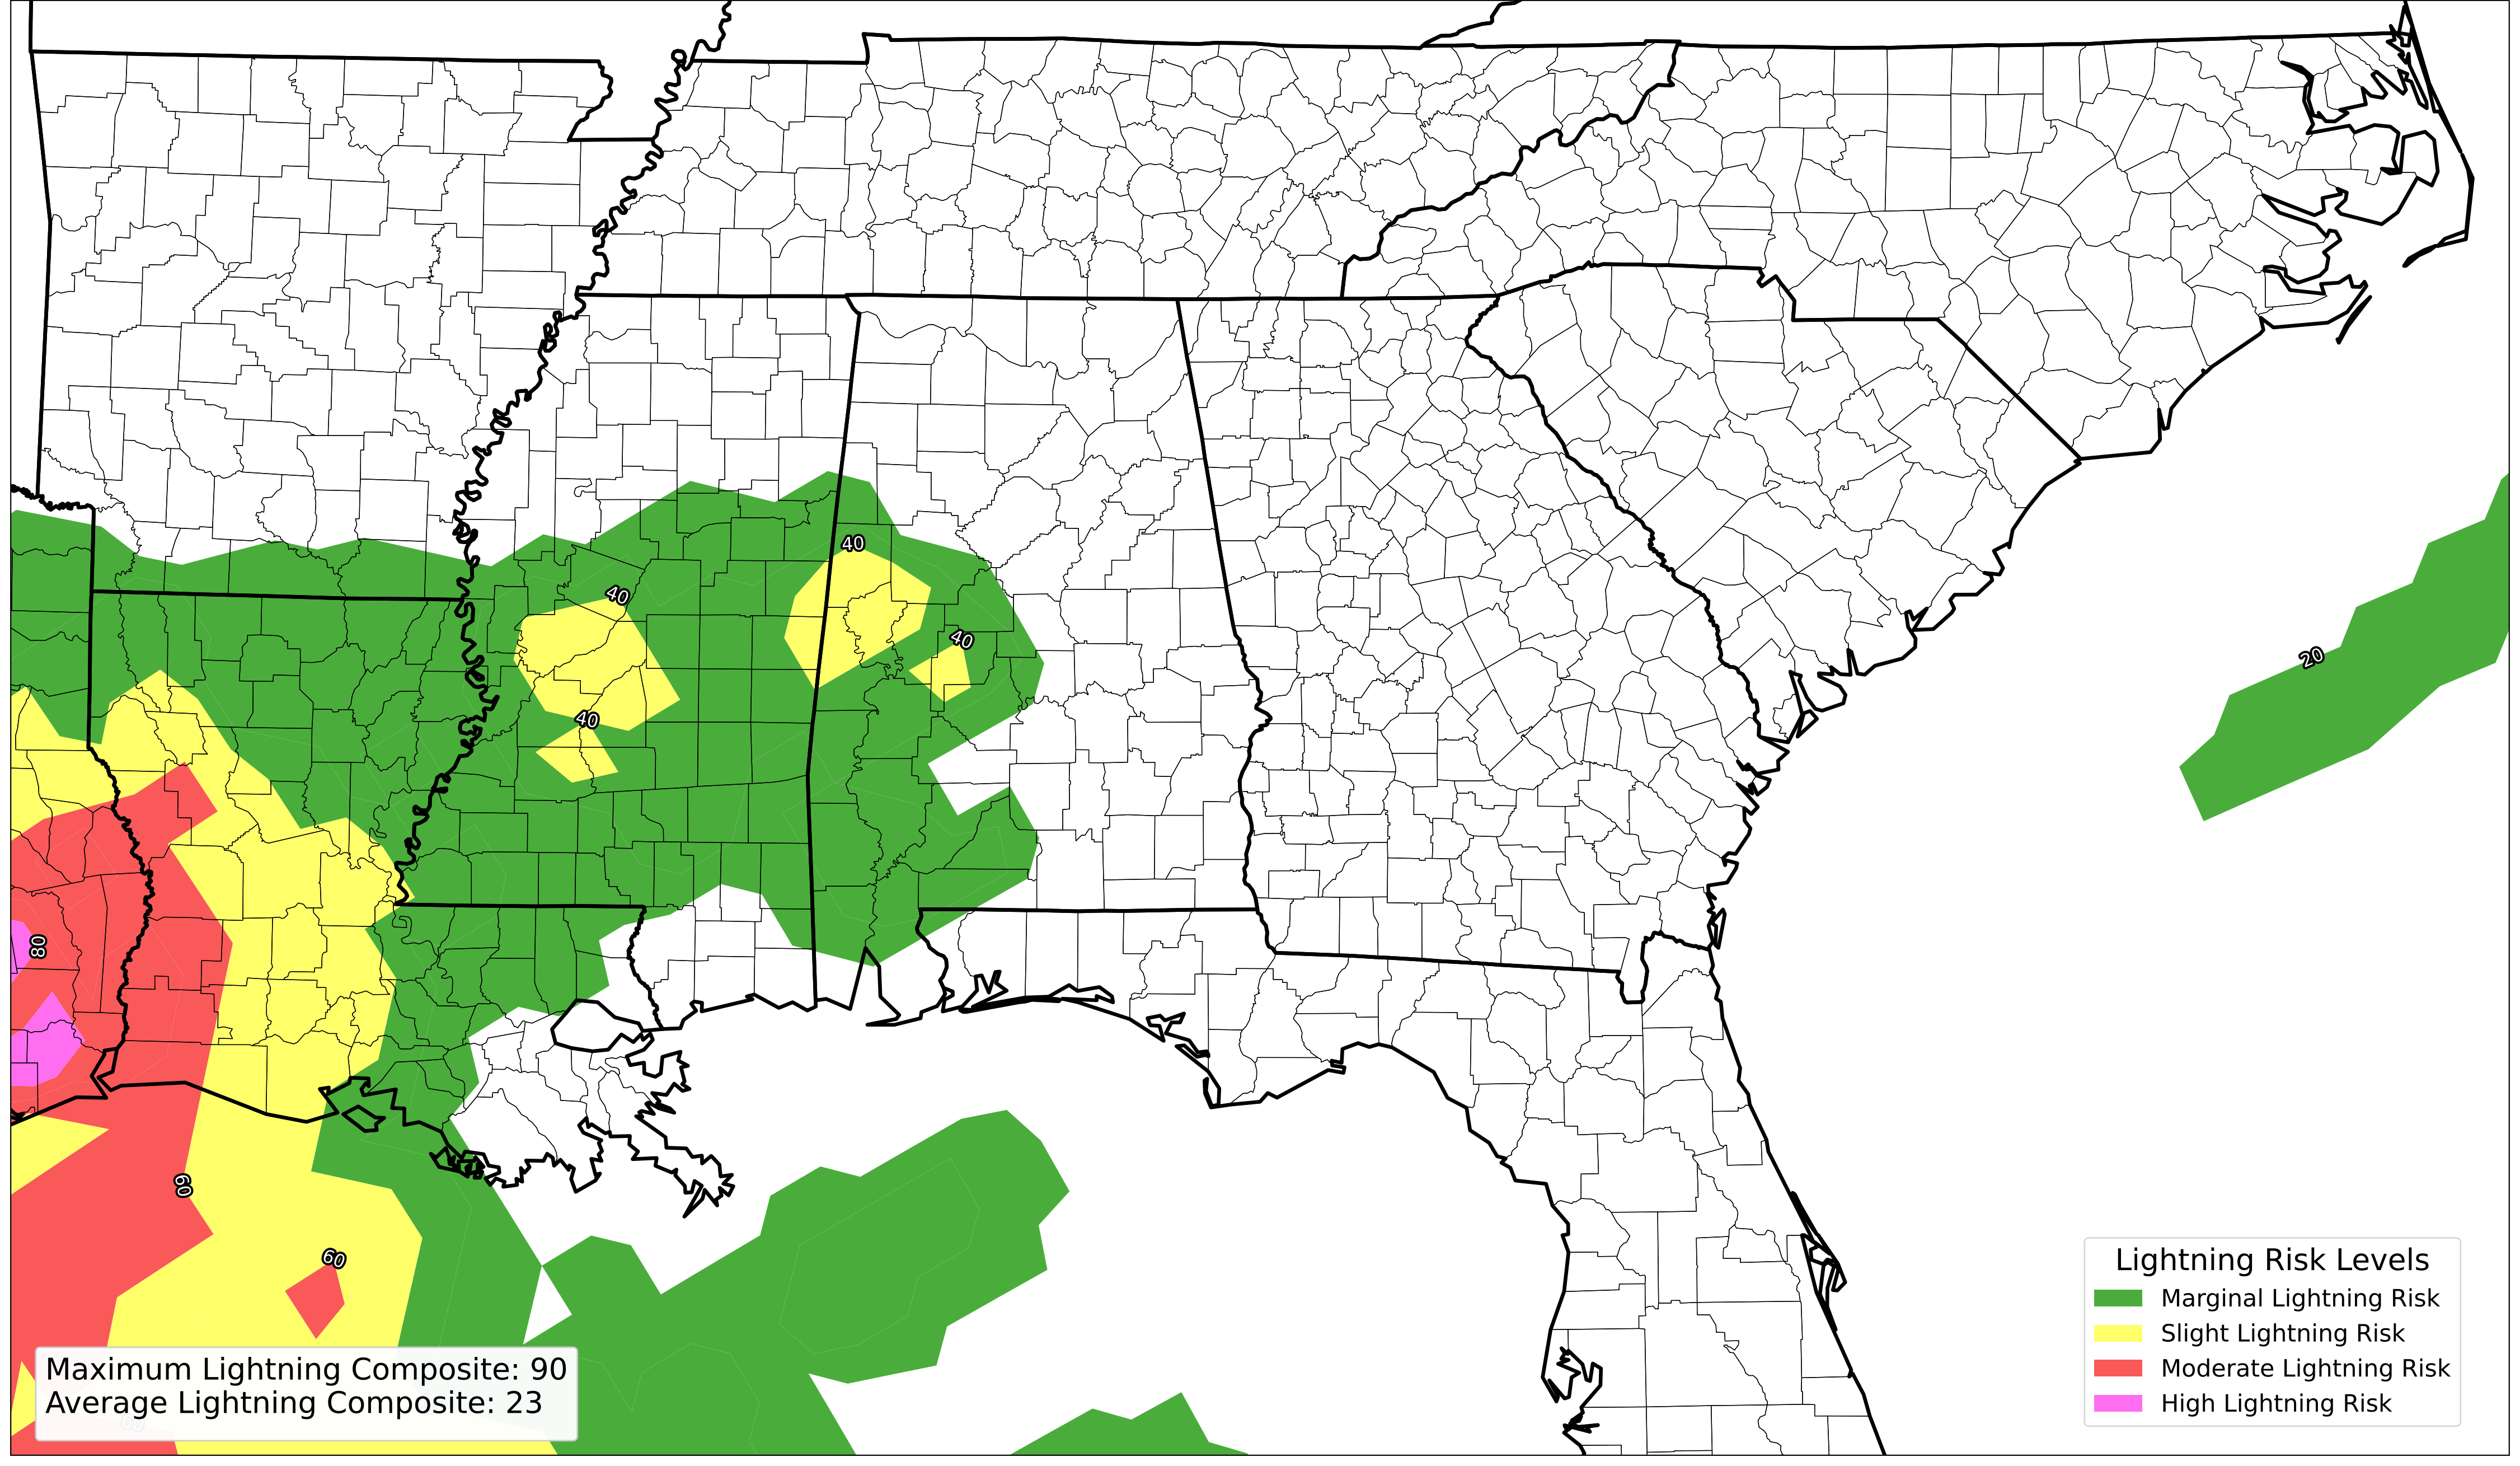 40
40
40
20
40
80
60
60
Lightning Risk Levels
Marginal Lightning Risk
Slight Lightning Risk
Moderate Lightning Risk
High Lightning Risk
Maximum Lightning Composite: 90
Average Lightning Composite: 23